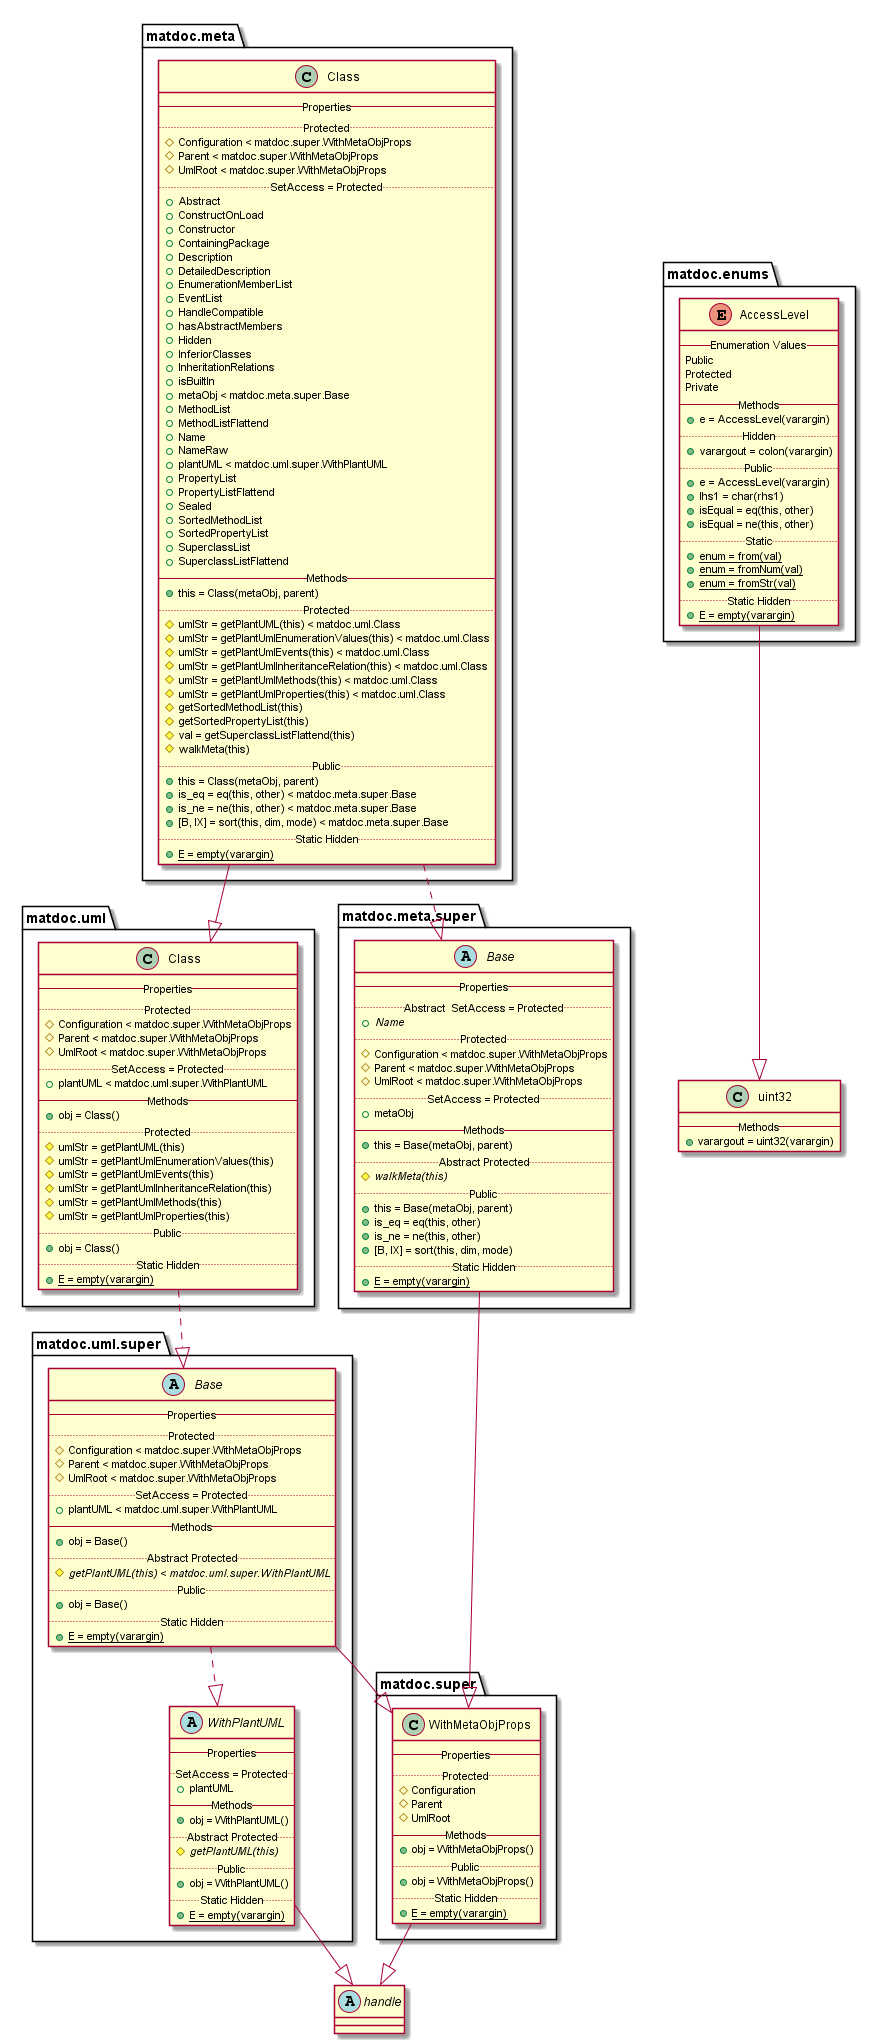 matdoc.meta
C Class
Properties
Protected
Configuration < matdoc.super.WithMetaObjProps
Parent < matdoc.super.WithMetaObjProps
UmlRoot < matdoc.super.WithMetaObjProps
SetAccess = Protected
Abstract
ConstructOnLoad
Constructor
ContainingPackage
Description
DetailedDescription
EnumerationMemberList
EventList
HandleCompatible
hasAbstractMembers
Hidden
InferiorClasses
InheritationRelations
isBuiltIn
metaObj < matdoc.meta.super.Base
MethodList
MethodListFlattend
Name
NameRaw
plantUML < matdoc.uml.super.WithPlantUML
PropertyList
PropertyListFlattend
Sealed
SortedMethodList
SortedPropertyList
SuperclassList
SuperclassListFlattend
Methods
this = Class(metaObj, parent)
Protected
umlStr = getPlantUML(this) < matdoc.uml.Class
umlStr = getPlantUmlEnumerationValues(this) < matdoc.uml.Class
umlStr = getPlantUmlEvents(this) < matdoc.uml.Class
umlStr = getPlantUmlInheritanceRelation(this) < matdoc.uml.Class
umlStr = getPlantUmlMethods(this) < matdoc.uml.Class
umlStr = getPlantUmlProperties(this) < matdoc.uml.Class
getSortedMethodList(this)
getSortedPropertyList(this)
val = getSuperclassListFlattend(this)
walkMeta(this)
Public
this = Class(metaObj, parent)
is_eq = eq(this, other) < matdoc.meta.super.Base
is_ne = ne(this, other) < matdoc.meta.super.Base
[B, IX] = sort(this, dim, mode) < matdoc.meta.super.Base
Static Hidden
E = empty(varargin)
matdoc.enums
E AccessLevel
Enumeration Values
Public
Protected
Private
Methods
e = AccessLevel(varargin)
Hidden
varargout = colon(varargin)
Public
e = AccessLevel(varargin)
lhs1 = char(rhs1)
isEqual = eq(this, other)
isEqual = ne(this, other)
Static
enum = from(val)
enum = fromNum(val)
enum = fromStr(val)
Static Hidden
E = empty(varargin)
matdoc.uml
C Class
Properties
Protected
Configuration < matdoc.super.WithMetaObjProps
Parent < matdoc.super.WithMetaObjProps
UmlRoot < matdoc.super.WithMetaObjProps
SetAccess = Protected
plantUML < matdoc.uml.super.WithPlantUML
Methods
obj = Class()
Protected
umlStr = getPlantUML(this)
umlStr = getPlantUmlEnumerationValues(this)
umlStr = getPlantUmlEvents(this)
umlStr = getPlantUmlInheritanceRelation(this)
umlStr = getPlantUmlMethods(this)
umlStr = getPlantUmlProperties(this)
Public
obj = Class()
Static Hidden
E = empty(varargin)
matdoc.meta.super
A Base
Properties
Abstract SetAccess = Protected
Name
Protected
Configuration < matdoc.super.WithMetaObjProps
Parent < matdoc.super.WithMetaObjProps
UmlRoot < matdoc.super.WithMetaObjProps
SetAccess = Protected
metaObj
Methods
this = Base(metaObj, parent)
Abstract Protected
walkMeta(this)
Public
this = Base(metaObj, parent)
is_eq = eq(this, other)
is_ne = ne(this, other)
[B, IX] = sort(this, dim, mode)
Static Hidden
E = empty(varargin)
C uint32
Methods
varargout = uint32(varargin)
matdoc.uml.super
A Base
Properties
Protected
Configuration < matdoc.super.WithMetaObjProps
Parent < matdoc.super.WithMetaObjProps
UmlRoot < matdoc.super.WithMetaObjProps
SetAccess = Protected
plantUML < matdoc.uml.super.WithPlantUML
Methods
obj = Base()
Abstract Protected
getPlantUML(this) < matdoc.uml.super.WithPlantUML
Public
obj = Base()
Static Hidden
E = empty(varargin)
A WithPlantUML
Properties
SetAccess = Protected
plantUML
Methods
obj = WithPlantUML()
Abstract Protected
getPlantUML(this)
Public
obj = WithPlantUML()
Static Hidden
E = empty(varargin)
matdoc.super
C WithMetaObjProps
Properties
Protected
Configuration
Parent
UmlRoot
Methods
obj = WithMetaObjProps()
Public
obj = WithMetaObjProps()
Static Hidden
E = empty(varargin)
A handle